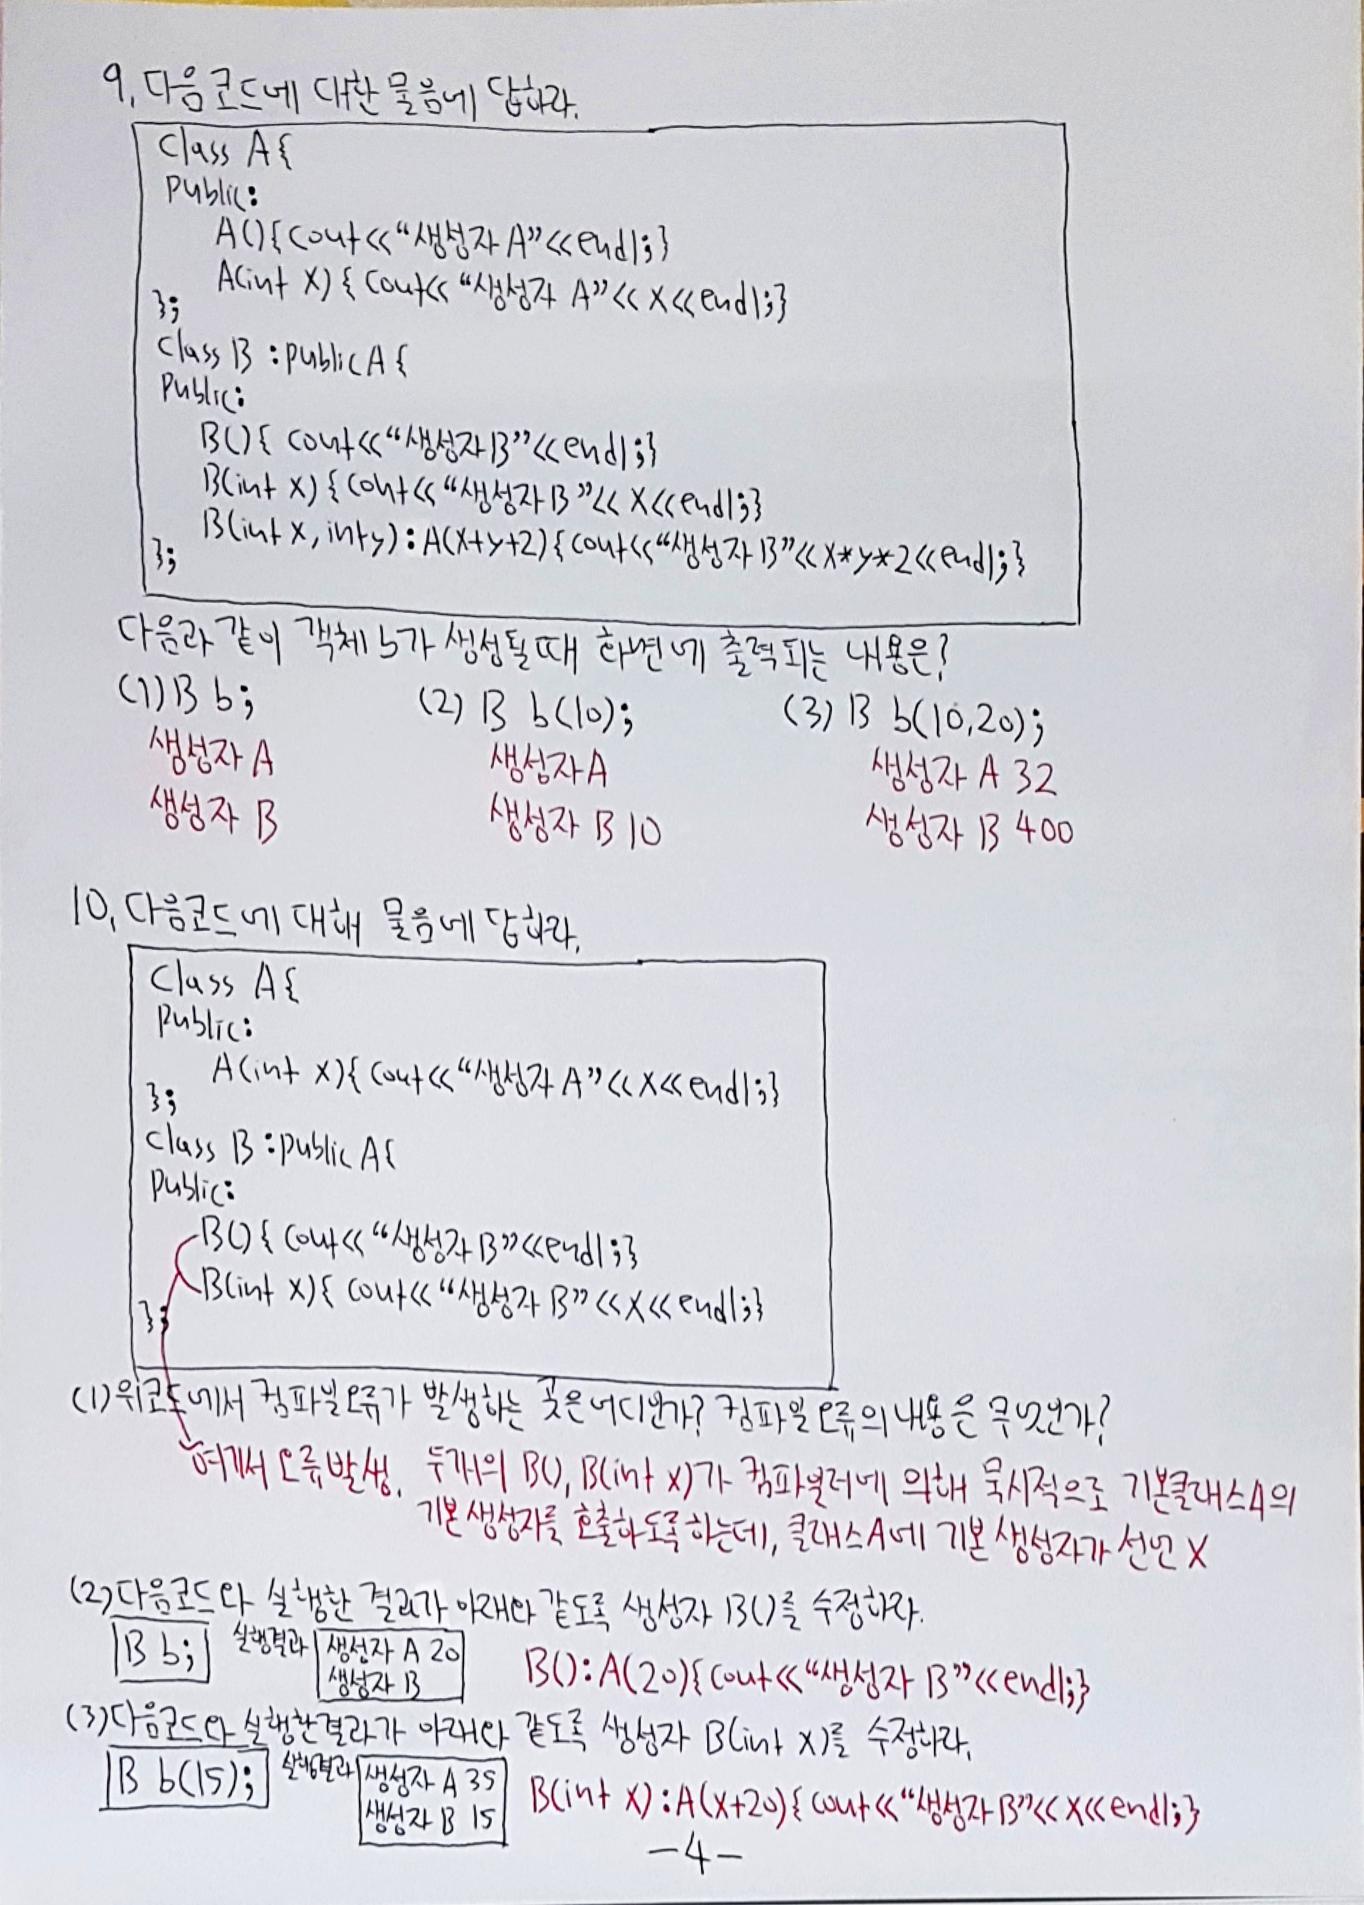 9. 다음코드에 대한 물음에 답하라.
Class A{
Public:
A(){cout<<“생성자 A”<<endl;}
A(int x){cout<<“생성자 A”<<x<<endl;}
};
Class B :public A{
Public:
B(){cout<<“생성자B”<<endl;}
B(int x){cout<<“생성자B”<<x<<endl;}
B(int x, int y):A(x+y+2){cout<<“생성자B”<<x*y*2<<endl;}
};
다음과 같이 객체 b가 생성될때 화면에 출력되는 내용은?
(1) B b; (2) B b(10); (3) B b(10,20);
생성자 A 생성자A 생성자 A 32
생성자 B 생성자 B 10 생성자 B 400
10. 다음코드에 대해 물음에 답하라.
Class A{
Public:
A(int x){cout<<“생성자 A”<<x<<endl;}
};
Class B :public A{
Public:
B(){cout<<“생성자B”<<endl;}
B(int x){cout<<“생성자 B”<<x<<endl;}
};
(1) 위코드에서 컴파일오류가 발생하는 곳은어디인가? 컴파일 오류의 내용은 무엇인가?
여기서 오류발생. 두개의 B(), B(int x)가 컴파일러에 의해 묵시적으로 기본클래스A의
기본생성자를 호출하도록하는데, 클래스A에 기본 생성자가 선언 X
(2) 다음코드와 실행한 결과가 아래와 같도록 생성자 B()를 수정하라.
B b; 실행결과 생성자 A 20
생성자 B
B():A(20){cout<<“생성자 B”<<endl;}
(3) 다음코드와 실행한결과가 아래와 같도록 생성자 B(int x)를 수정하라.
B b(15); 실행결과 생성자 A 35
생성자 B 15
B(int x):A(x+20){cout<<“생성자B”<<x<<endl;}
-4-